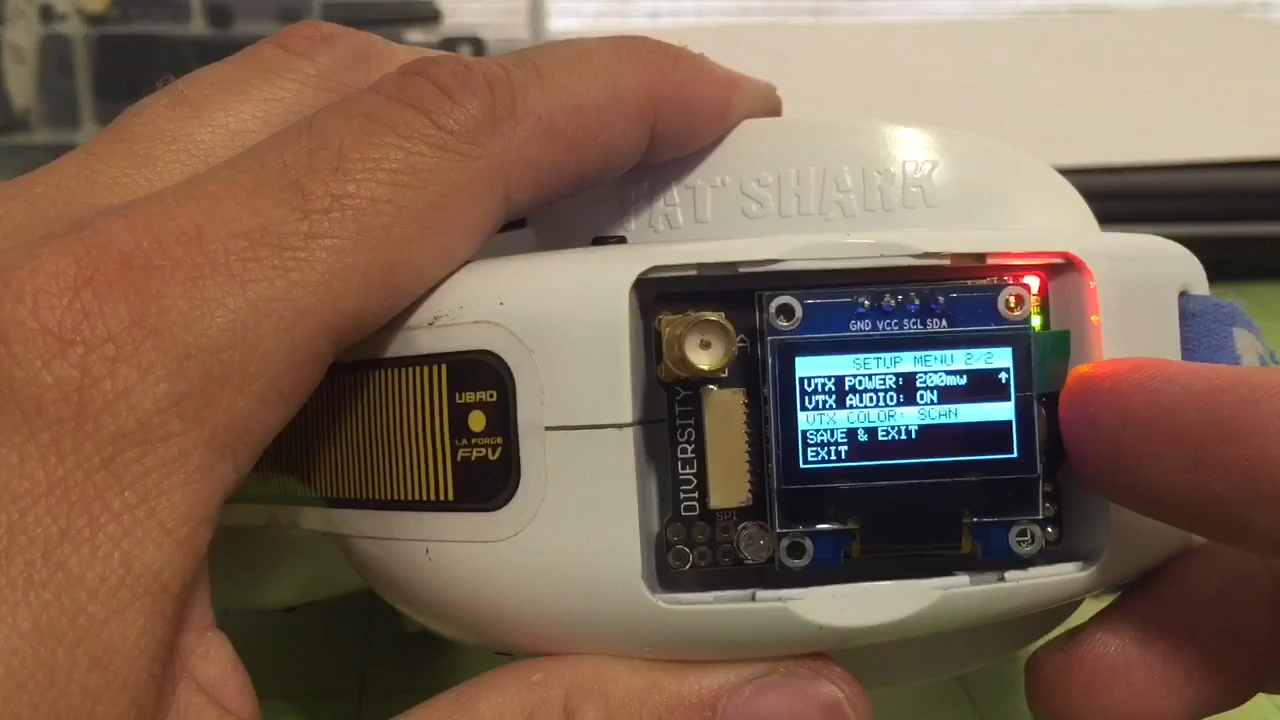 FAT SHARK
GND VCC SCL SDA
SETUP MENU 2/2
VTX POWER: 200mw ↑
VTX AUDIO: ON
VTX COLOR: SCAN
SAVE & EXIT
EXIT
DIVERSITY
SPI
UBAD
LA FORGE
FPV